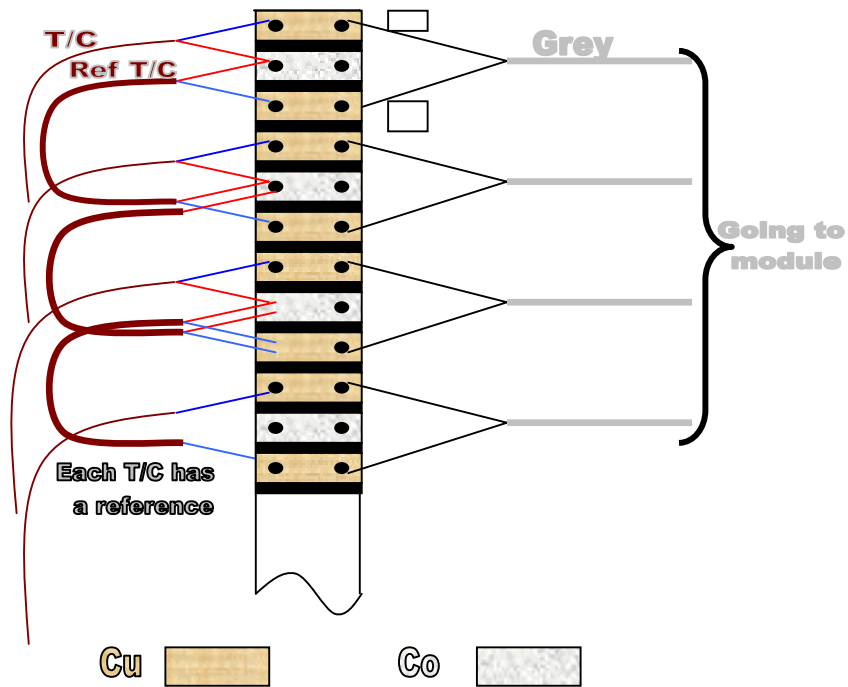 T/C
Grey
Ref T/C
Going to
module
Each T/C has
a reference
Cu
Co